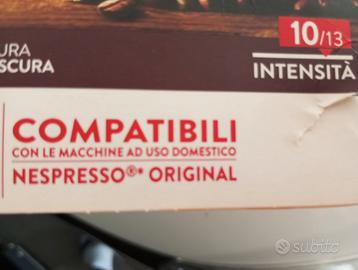 URA
SCURA
10/13
INTENSITÀ
COMPATIBILI
CON LE MACCHINE AD USO DOMESTICO
NESPRESSO®* ORIGINAL
subito